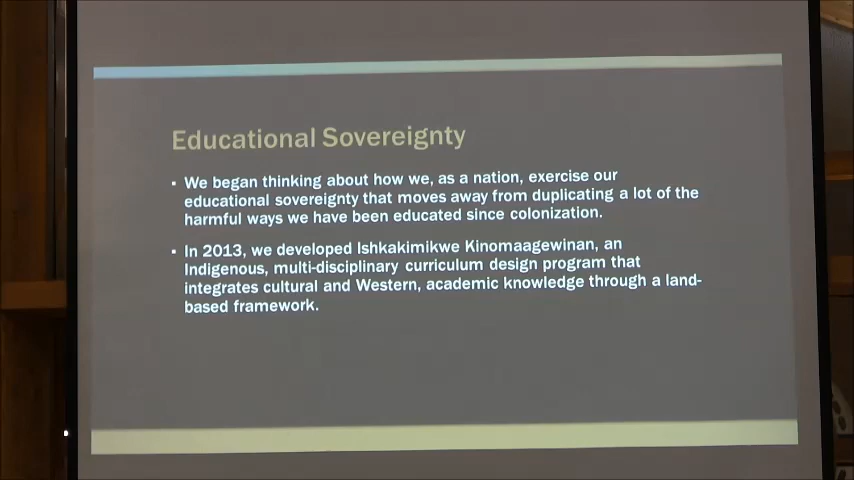 Educational Sovereignty
▪ We began thinking about how we, as a nation, exercise our
educational sovereignty that moves away from duplicating a lot of the
harmful ways we have been educated since colonization.
▪ In 2013, we developed Ishkakimikwe Kinomaagewinan, an
Indigenous, multi-disciplinary curriculum design program that
integrates cultural and Western, academic knowledge through a land-
based framework.